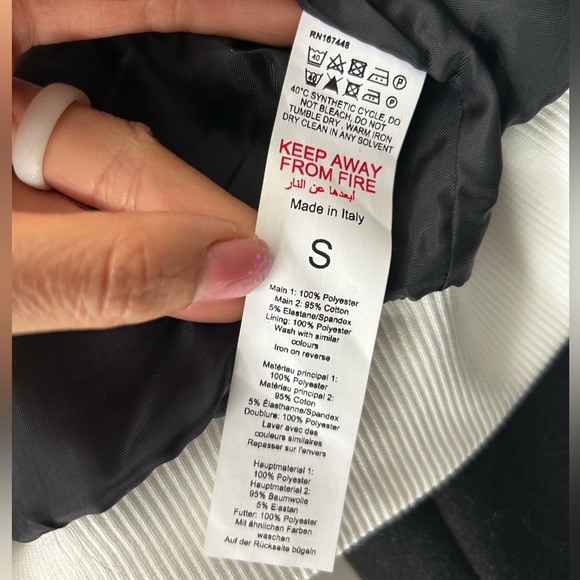 RN167448
40
40
P
P
40°C SYNTHETIC CYCLE, DO
NOT BLEACH, DO NOT
TUMBLE DRY , WARM IRON
DRY CLEAN IN ANY SOLVENT
KEEP AWAY
FROM FIRE
أبعدها عن النار
Made in Italy
S
Main 1: 100% Polyester
Main 2: 95% Cotton
5% Elastane/Spandex
Lining: 100% Polyester
Wash with similar
colours
Iron on reverse
Matériau principal 1:
100% Polyester
Matériau principal 2:
95% Coton
5% Élasthanne/Spandex
Doublure: 100% Polyester
Laver avec des
couleurs similaires
Repasser sur l'envers
Hauptmaterial 1:
100% Polyester
Hauptmaterial 2:
95% Baumwolle
5% Elastan
Futter: 100% Polyester
Mit ähnlichen Farben
waschen
Auf der Rückseite bügeln